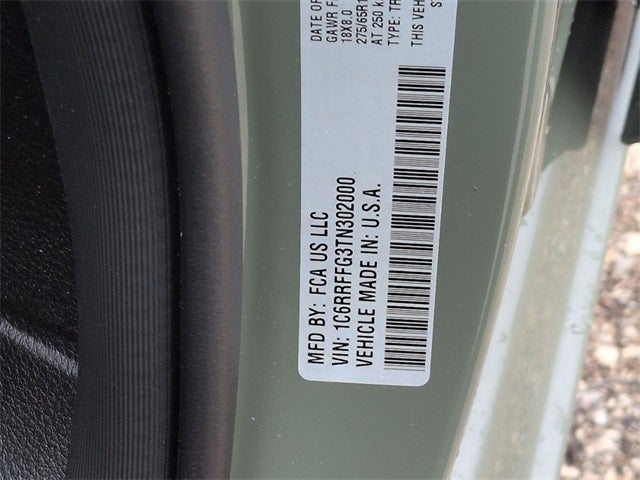 DATE OF
GAWR F
18X8.0
275/65R1
AT 250 k
TYPE: TR
THIS VEH
S
MFD BY: FCA US LLC
VIN: 1C6RRFFG3TN302000
VEHICLE MADE IN: U.S.A.